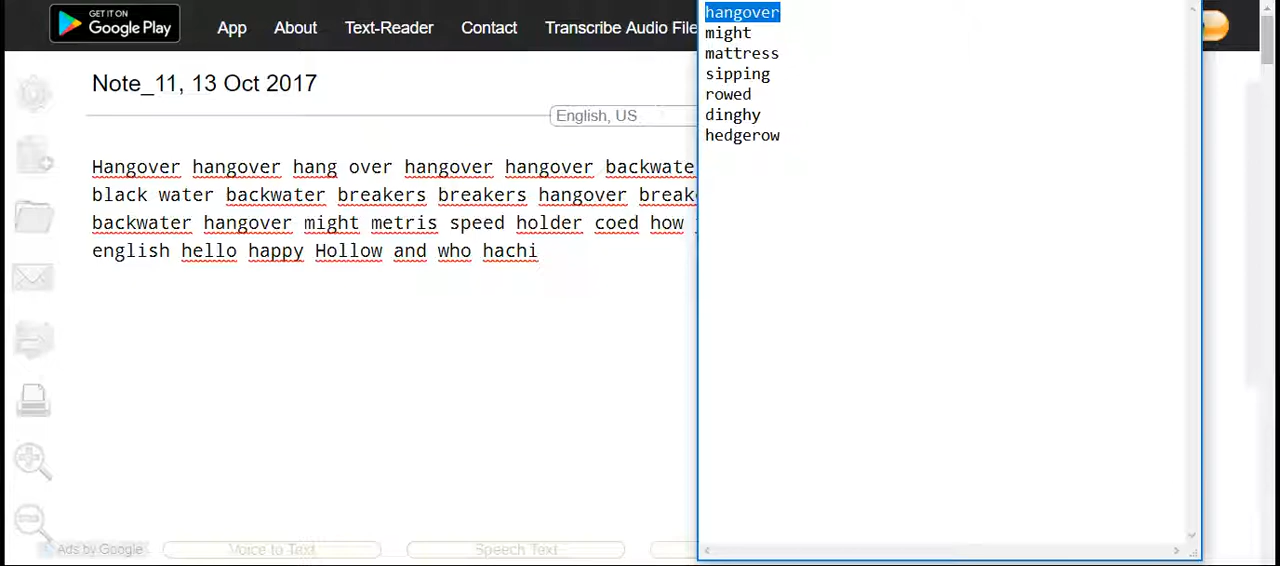 GET IT ON
Google Play
App
About
Text-Reader
Contact
Transcribe Audio File
Note_11, 13 Oct 2017
English, US
Hangover hangover hang over hangover hangover backwate
black water backwater breakers breakers hangover break
backwater hangover might metris speed holder coed how
english hello happy Hollow and who hachi
Ads by Google
Voice to Text
Speech Text
hangover
might
mattress
sipping
rowed
dinghy
hedgerow